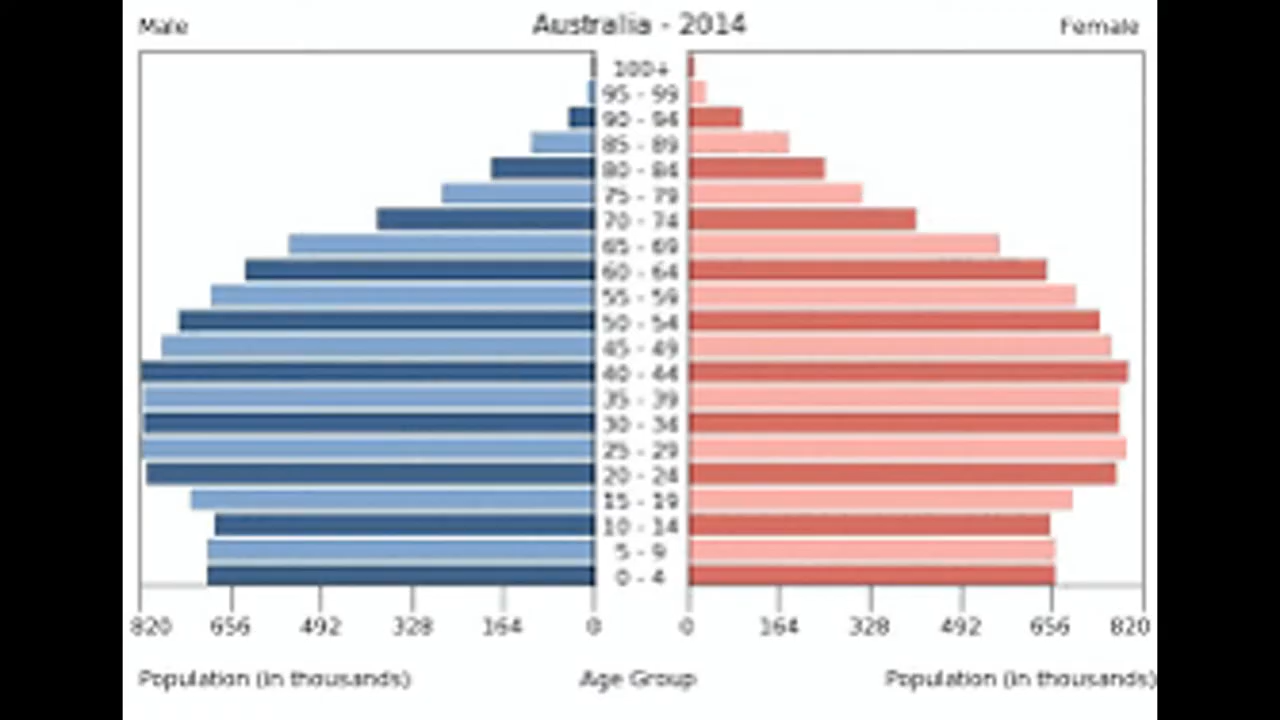 Male Australia - 2014 Female
100+
95 - 99
90 - 94
85 - 89
80 - 84
75 - 79
70 - 74
65 - 69
60 - 64
55 - 59
50 - 54
45 - 49
40 - 44
35 - 39
30 - 34
25 - 29
20 - 24
15 - 19
10 - 14
5 - 9
0 - 4
820 656 492 328 164 0 0 164 328 492 656 820
Population (in thousands) Age Group Population (in thousands)